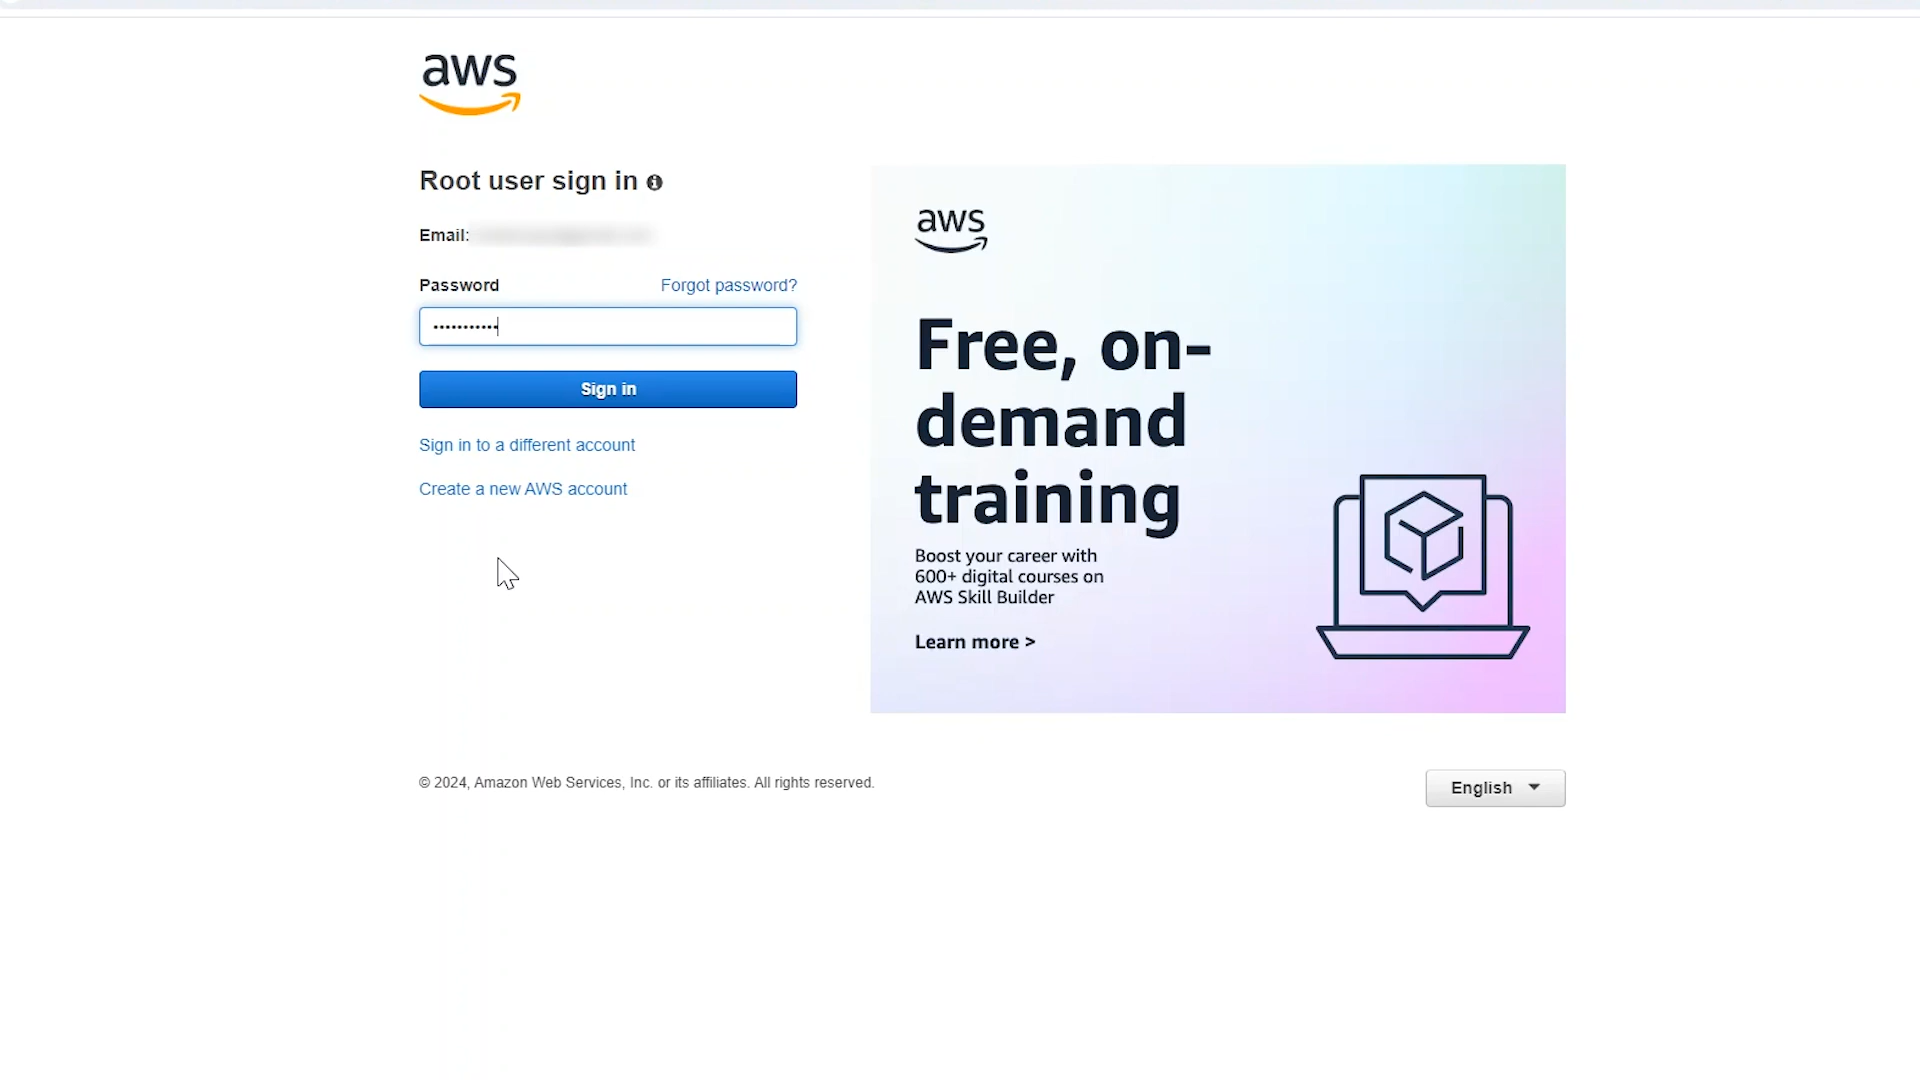 aws
Root user sign in
Email:
Password
Forgot password?
Sign in
Sign in to a different account
Create a new AWS account
aws
Free, on-
demand
training
Boost your career with
600+ digital courses on
AWS Skill Builder
Learn more >
© 2024, Amazon Web Services, Inc. or its affiliates. All rights reserved.
English